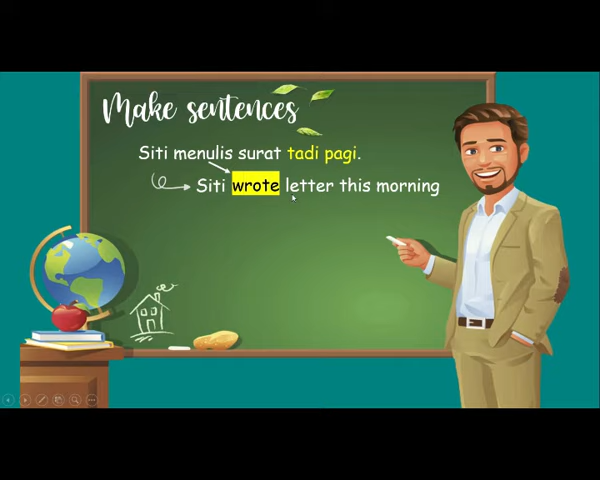 Make sentences
Siti menulis surat tadi pagi.
Siti wrote letter this morning